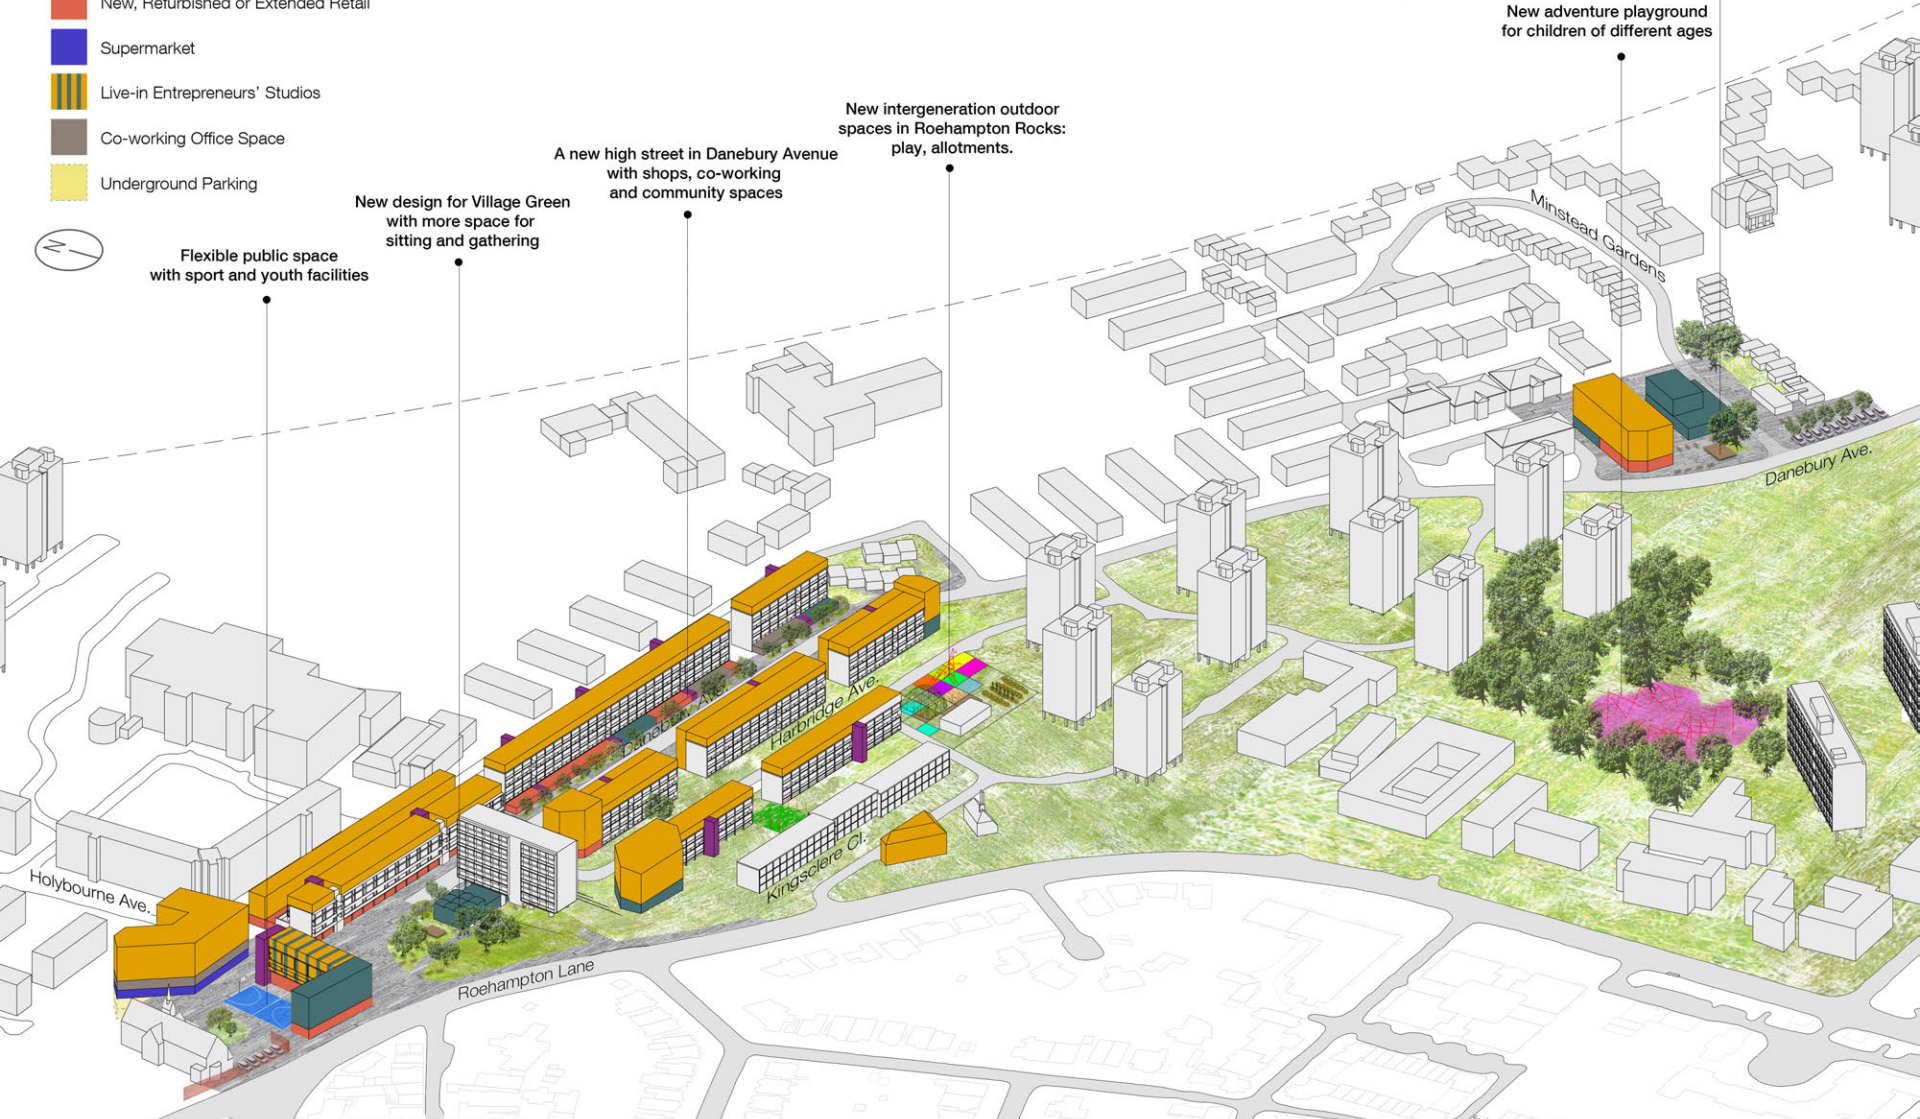 New, Refurbished or Extended Retail
Supermarket
Live-in Entrepreneurs' Studios
Co-working Office Space
Underground Parking
N
Flexible public space
with sport and youth facilities
New design for Village Green
with more space for
sitting and gathering
A new high street in Danebury Avenue
with shops, co-working
and community spaces
New intergeneration outdoor
spaces in Roehampton Rocks:
play, allotments.
New adventure playground
for children of different ages
Minstead Gardens
Danebury Ave.
Danebury Ave.
Harbridge Ave.
Kingsclere Cl.
Holybourne Ave.
Roehampton Lane